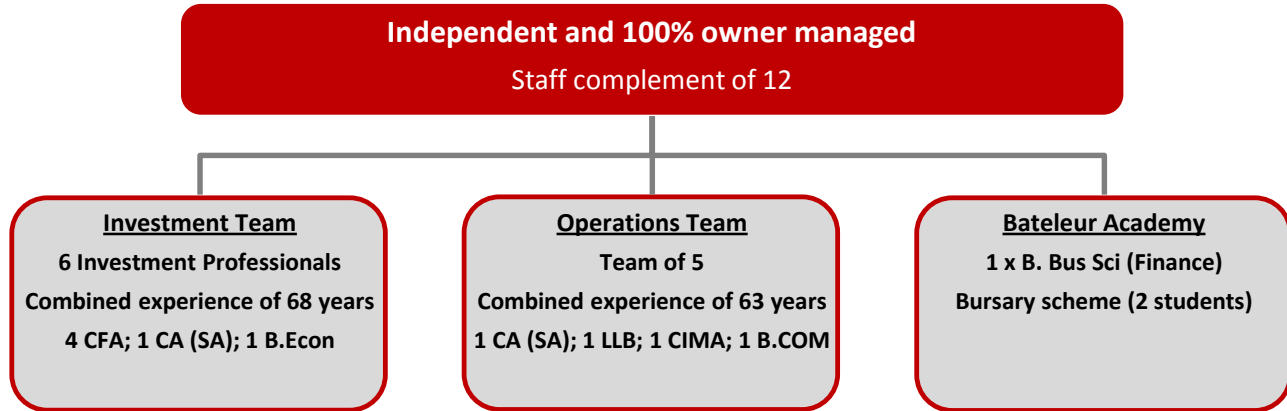 Independent and 100% owner managed
Staff complement of 12
Investment Team
6 Investment Professionals
Combined experience of 68 years
4 CFA; 1 CA (SA); 1 B.Econ
Operations Team
Team of 5
Combined experience of 63 years
1 CA (SA); 1 LLB; 1 CIMA; 1 B.COM
Bateleur Academy
1 x B. Bus Sci (Finance)
Bursary scheme (2 students)